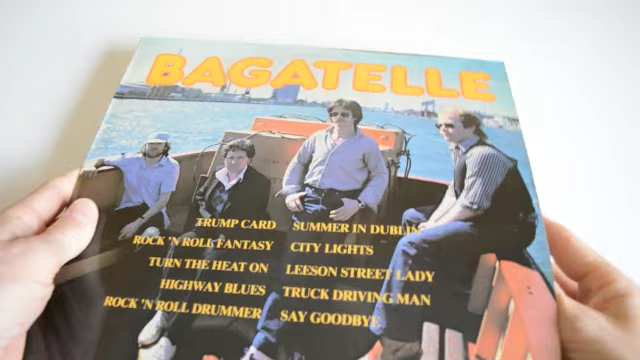 BAGATELLE
TRUMP CARD SUMMER IN DUBLIN
ROCK 'N ROLL FANTASY CITY LIGHTS
TURN THE HEAT ON LEESON STREET LADY
HIGHWAY BLUES TRUCK DRIVING MAN
ROCK 'N ROLL DRUMMER SAY GOODBYE